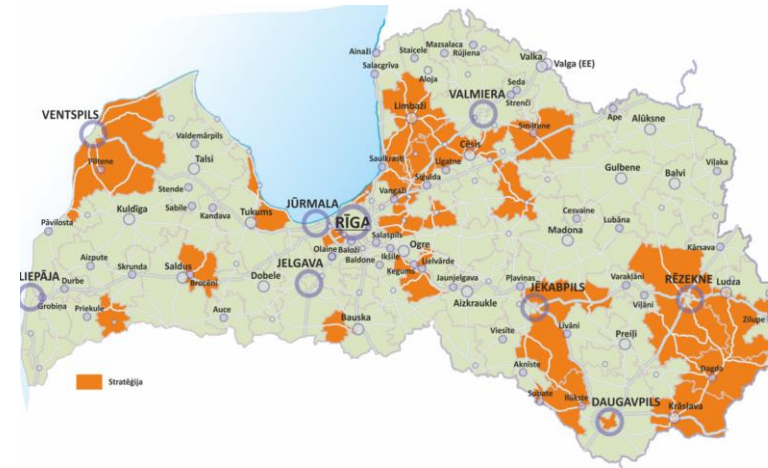 Ainaži
Staicele
Mazsalaca
Rūjiena
Salacgrīva
Aloja
Valka
Valga (EE)
VALMIERA
Seda
Strenči
Limbaži
Smiltene
Ape
Alūksne
VENTSPILS
Valdemārpils
Piltene
Talsi
Saulkrasti
Cēsis
Līgatne
Sigulda
Vangaži
Gulbene
Balvi
Viļaka
Stende
Sabile
Kandava
Tukums
JŪRMALA
RĪGA
Pāvilosta
Kuldīga
Cesvaine
Lubāna
Madona
Kārsava
Olaine
Baloži
Salaspils
Baldone
Ikšķile
Ogre
Lielvārde
Ķegums
Jaunjelgava
Aizkraukle
Pļaviņas
JĒKABPILS
Varakļāni
Viļāni
RĒZEKNE
Ludza
Zilupe
Aizpute
Skrunda
Saldus
Brocēni
Dobele
JELGAVA
LIEPĀJA
Durbe
Grobiņa
Priekule
Auce
Bauska
Viesīte
Līvāni
Preiļi
Aknīste
Subate
Ilūkste
Dagda
DAUGAVPILS
Krāslava
Stratēģija